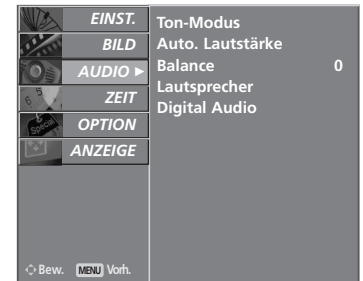 EINST.
BILD
AUDIO ►
ZEIT
OPTION
ANZEIGE
Ton-Modus
Auto. Lautstärke
Balance 0
Lautsprecher
Digital Audio
Bew. MENU Vorh.